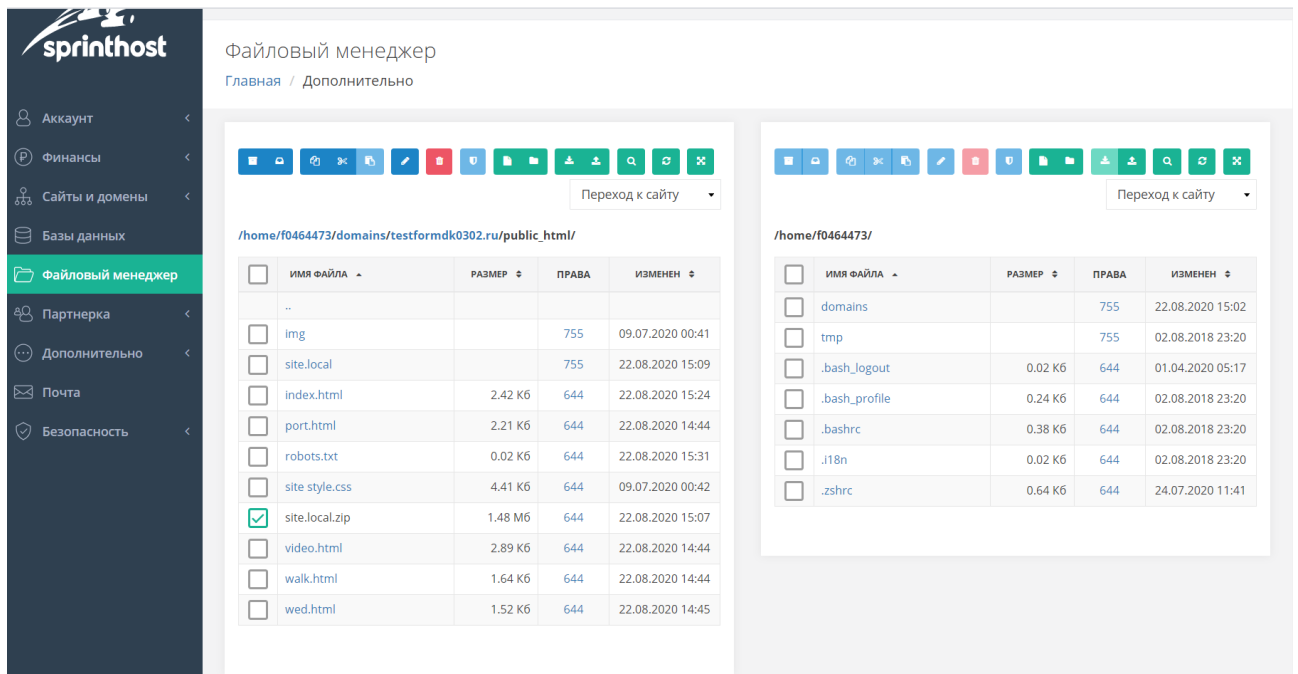 sprinthost
Аккаунт
Финансы
Сайты и домены
Базы данных
Файловый менеджер
Партнерка
Дополнительно
Почта
Безопасность
Файловый менеджер
Главная / Дополнительно
Переход к сайту
/home/f0464473/domains/testformdk0302.ru/public_html/
ИМЯ ФАЙЛА РАЗМЕР ПРАВА ИЗМЕНЕН
..
img 755 09.07.2020 00:41
site.local 755 22.08.2020 15:09
index.html 2.42 Кб 644 22.08.2020 15:24
port.html 2.21 Кб 644 22.08.2020 14:44
robots.txt 0.02 Кб 644 22.08.2020 15:31
site style.css 4.41 Кб 644 09.07.2020 00:42
site.local.zip 1.48 Мб 644 22.08.2020 15:07
video.html 2.89 Кб 644 22.08.2020 14:44
walk.html 1.64 Кб 644 22.08.2020 14:44
wed.html 1.52 Кб 644 22.08.2020 14:45
Переход к сайту
/home/f0464473/
ИМЯ ФАЙЛА РАЗМЕР ПРАВА ИЗМЕНЕН
domains 755 22.08.2020 15:02
tmp 755 02.08.2018 23:20
.bash_logout 0.02 Кб 644 01.04.2020 05:17
.bash_profile 0.24 Кб 644 02.08.2018 23:20
.bashrc 0.38 Кб 644 02.08.2018 23:20
.i18n 0.02 Кб 644 02.08.2018 23:20
.zshrc 0.64 Кб 644 24.07.2020 11:41